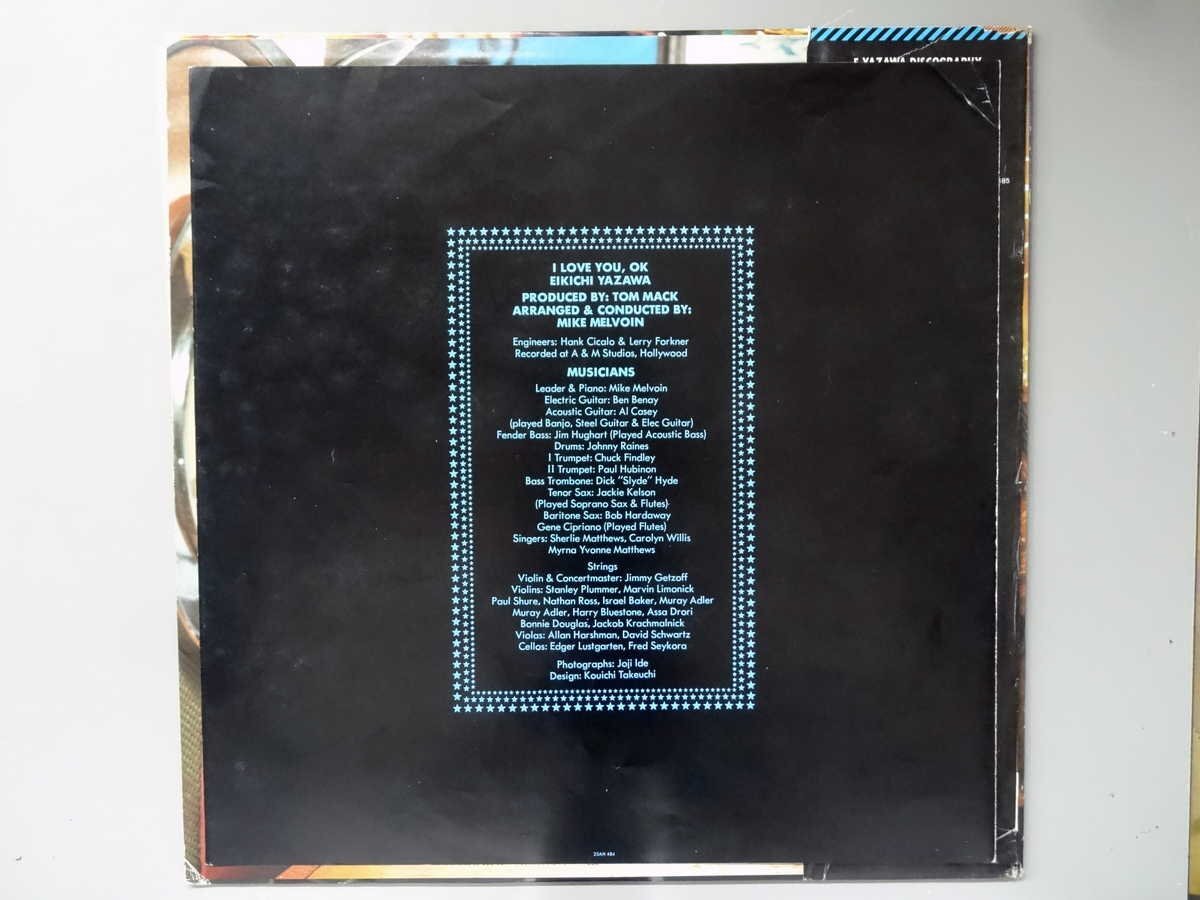 E.YAZAWA DISCOGRAPHY
I LOVE YOU, OK
EIKICHI YAZAWA
PRODUCED BY: TOM MACK
ARRANGED & CONDUCTED BY:
MIKE MELVOIN
Engineers: Hank Cicalo & Lerry Forkner
Recorded at A & M Studios, Hollywood
MUSICIANS
Leader & Piano: Mike Melvoin
Electric Guitar: Ben Benay
Acoustic Guitar: Al Casey
(played Banjo, Steel Guitar & Elec Guitar)
Fender Bass: Jim Hughart (Played Acoustic Bass)
Drums: Johnny Raines
I Trumpet: Chuck Findley
II Trumpet: Paul Hubinon
Bass Trombone: Dick "Slyde" Hyde
Tenor Sax: Jackie Kelson
(Played Soprano Sax & Flutes)
Baritone Sax: Bob Hardaway
Gene Cipriano (Played Flutes)
Singers: Sherlie Matthews, Carolyn Willis
Myrna Yvonne Matthews
Strings
Violin & Concertmaster: Jimmy Getzoff
Violins: Stanley Plummer, Marvin Limonick
Paul Shure, Nathan Ross, Israel Baker, Muray Adler
Muray Adler, Harry Bluestone, Assa Drori
Bonnie Douglas, Jackob Krachmalnick
Violas: Allan Harshman, David Schwartz
Cellos: Edger Lustgarten, Fred Seykora
Photographs: Joji Ide
Design: Kouichi Takeuchi
25AH 484